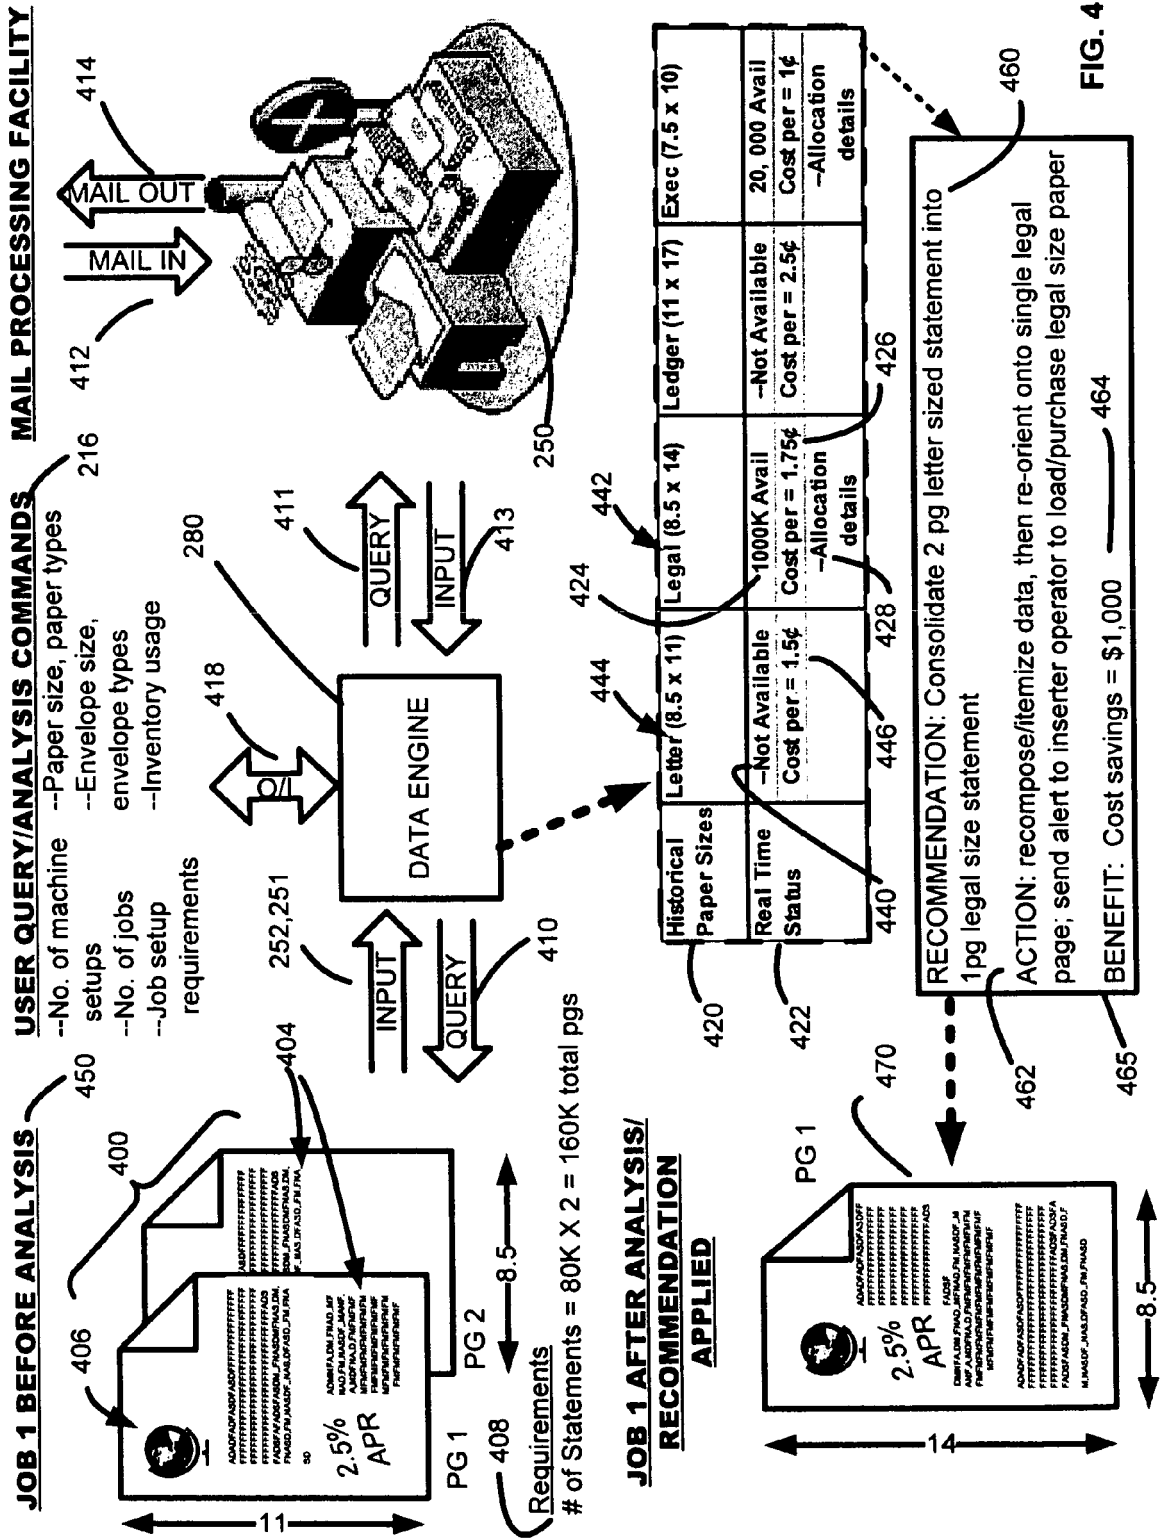 JOB 1 BEFORE ANALYSIS
450
400
406
404
11
8.5
PG 1
PG 2
408
Requirements
# of Statements = 80K X 2 = 160K total pgs
2.5%
APR
USER QUERY/ANALYSIS COMMANDS
216
--No. of machine
setups
--No. of jobs
--Job setup
requirements
--Paper size, paper types
--Envelope size,
envelope types
--Inventory usage
418
O/I
280
DATA ENGINE
252,251
INPUT
QUERY
410
411
QUERY
INPUT
413
MAIL PROCESSING FACILITY
412
MAIL IN
MAIL OUT
414
250
JOB 1 AFTER ANALYSIS/
RECOMMENDATION
APPLIED
PG 1
470
14
8.5
2.5%
APR
FADSF
420
422
444
442
424
440
446
428
426
Historical
Paper Sizes
Letter (8.5 x 11)
Legal (8.5 x 14)
Ledger (11 x 17)
Exec (7.5 x 10)
Real Time
Status
--Not Available
Cost per = 1.5¢
1000K Avail
Cost per = 1.75¢
--Allocation
details
--Not Available
Cost per = 2.5¢
20, 000 Avail
Cost per = 1¢
--Allocation
details
460
RECOMMENDATION: Consolidate 2 pg letter sized statement into
1pg legal size statement
ACTION: recompose/itemize data, then re-orient onto single legal
page; send alert to inserter operator to load/purchase legal size paper
BENEFIT: Cost savings = $1,000
464
462
465
FIG. 4